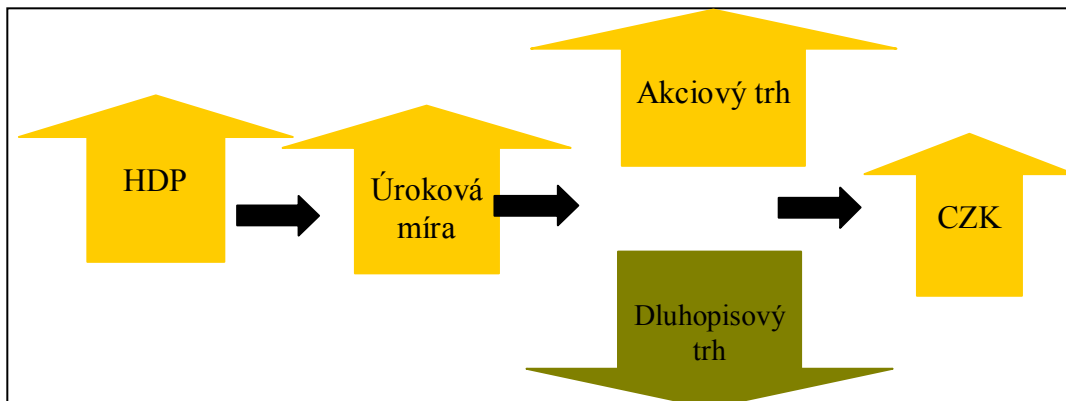 HDP
Úroková
míra
Akciový trh
Dluhopisový
trh
CZK